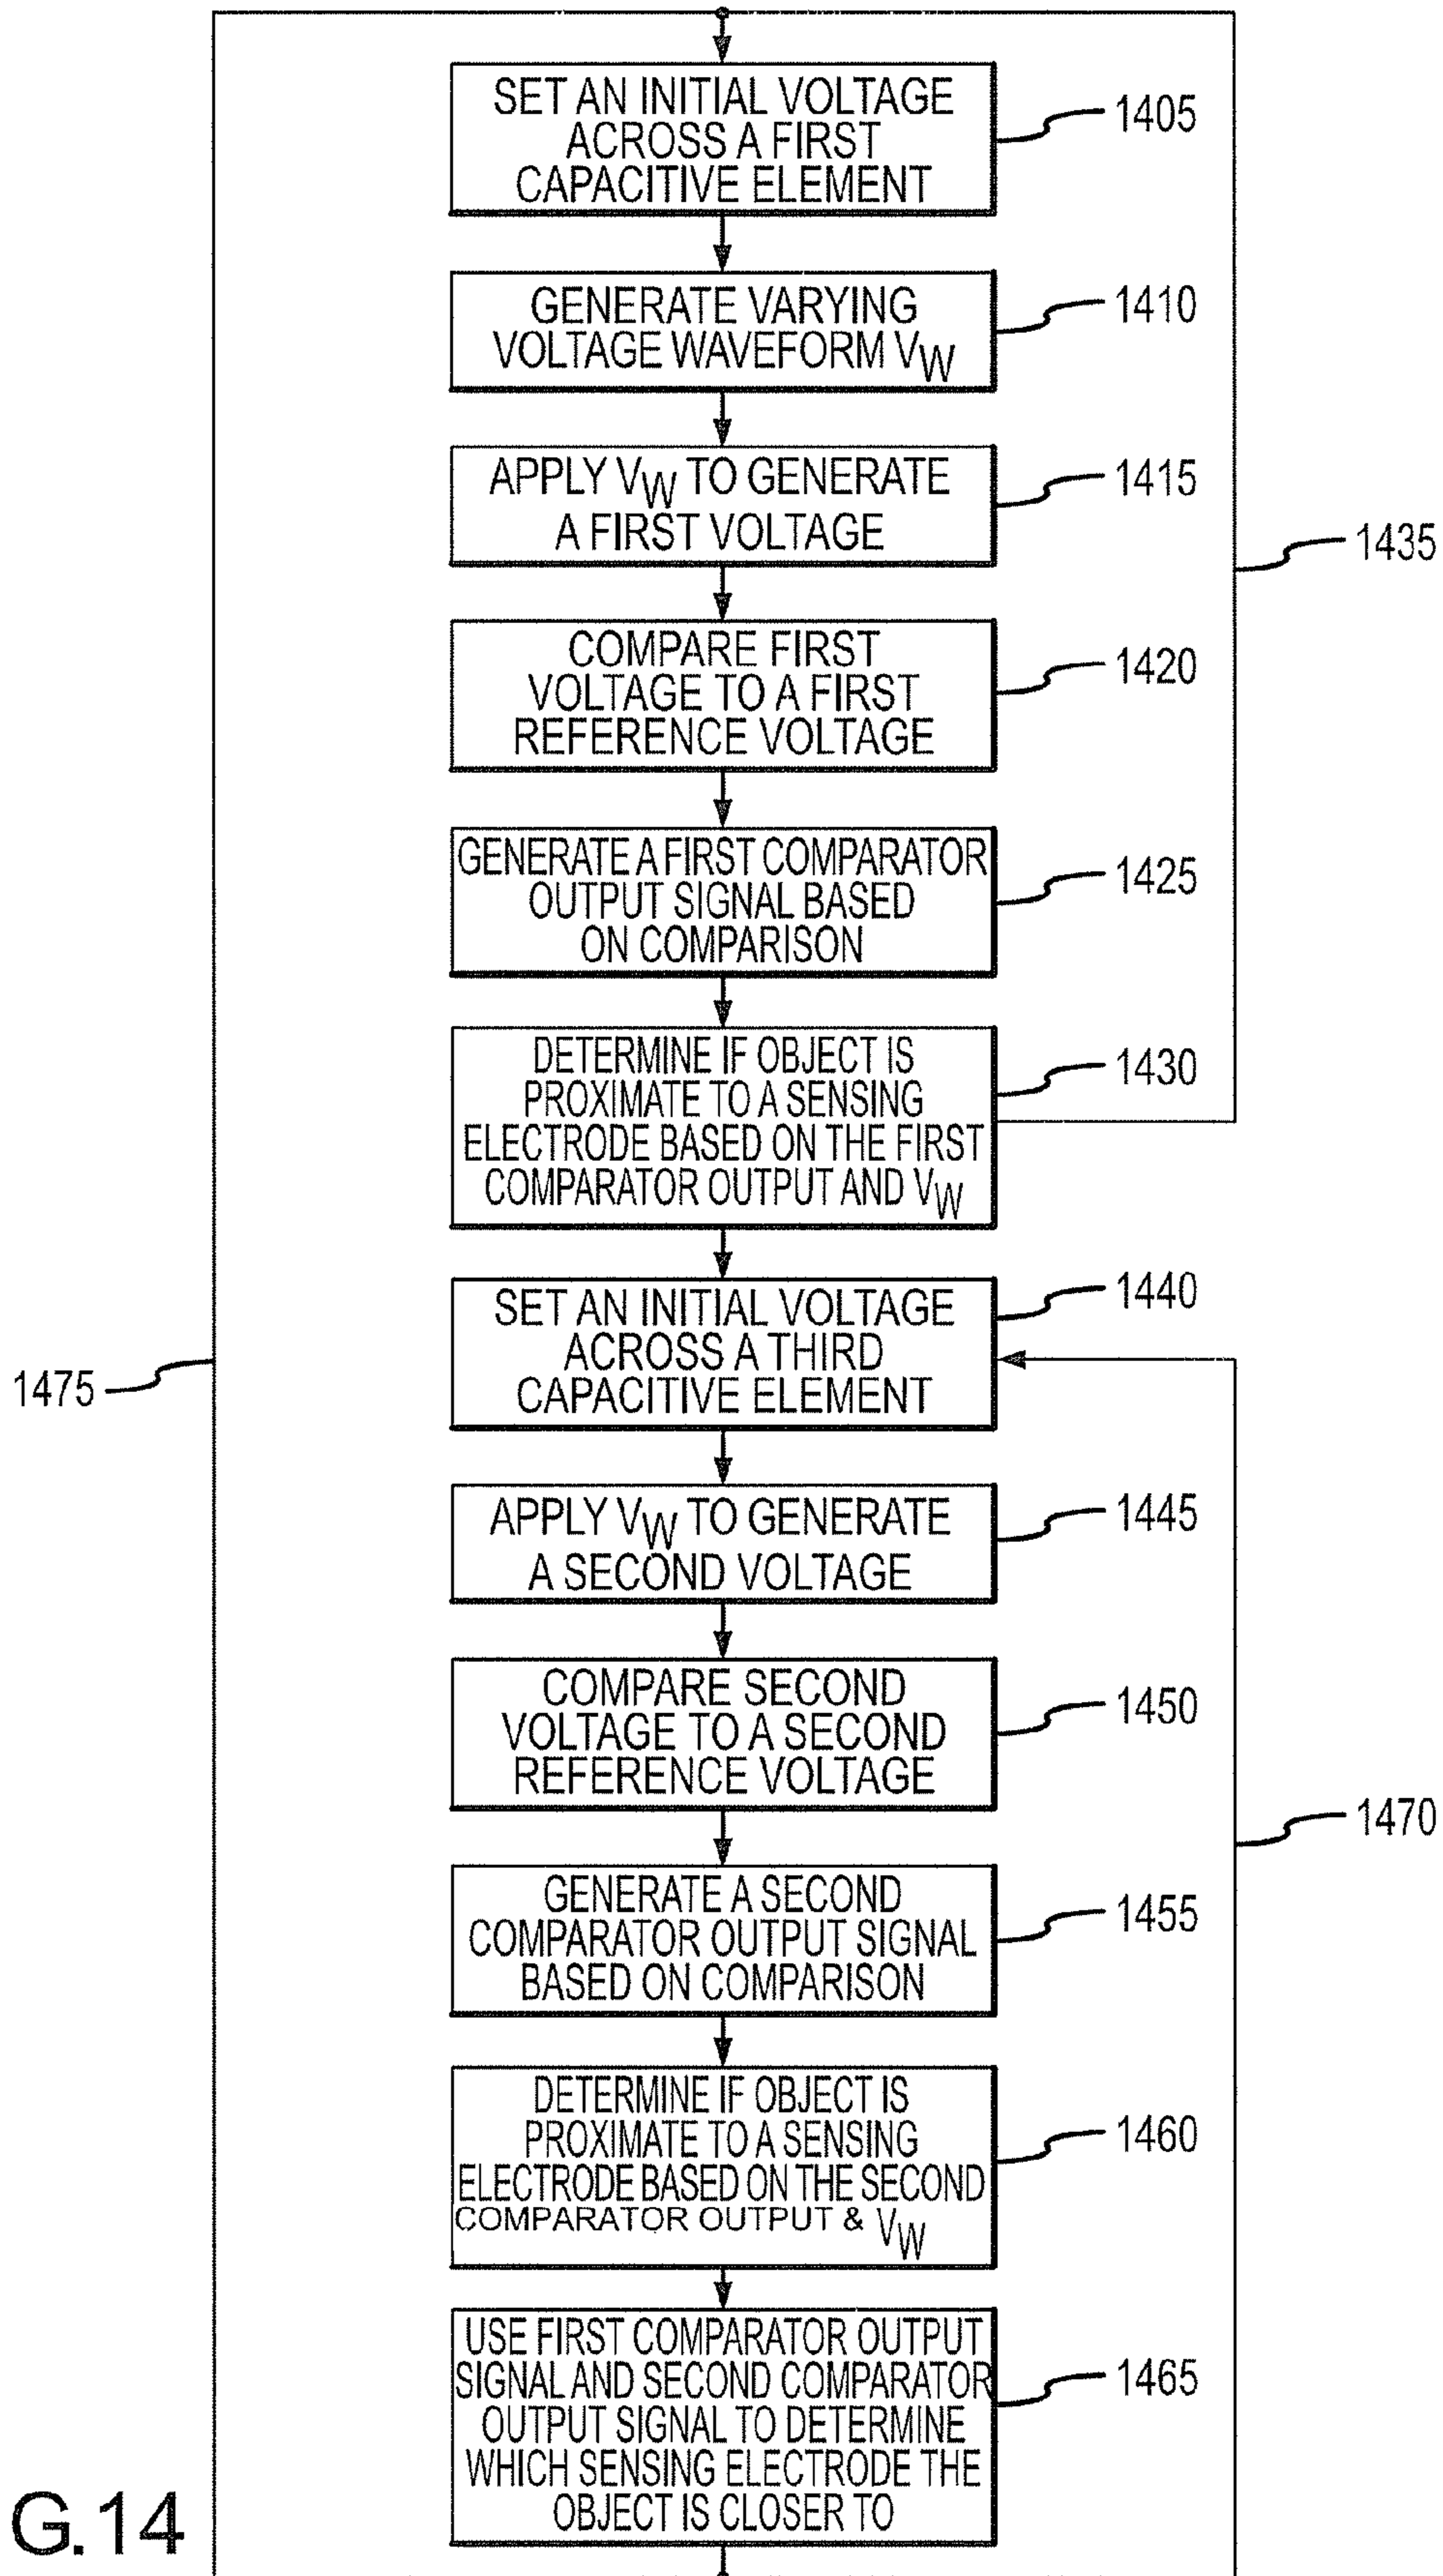 SET AN INITIAL VOLTAGE
ACROSS A FIRST
CAPACITIVE ELEMENT
1405
GENERATE VARYING
VOLTAGE WAVEFORM VW
1410
APPLY VW TO GENERATE
A FIRST VOLTAGE
1415
1435
COMPARE FIRST
VOLTAGE TO A FIRST
REFERENCE VOLTAGE
1420
GENERATE A FIRST COMPARATOR
OUTPUT SIGNAL BASED
ON COMPARISON
1425
DETERMINE IF OBJECT IS
PROXIMATE TO A SENSING
ELECTRODE BASED ON THE FIRST
COMPARATOR OUTPUT AND VW
1430
SET AN INITIAL VOLTAGE
ACROSS A THIRD
CAPACITIVE ELEMENT
1440
1475
APPLY VW TO GENERATE
A SECOND VOLTAGE
1445
COMPARE SECOND
VOLTAGE TO A SECOND
REFERENCE VOLTAGE
1450
1470
GENERATE A SECOND
COMPARATOR OUTPUT SIGNAL
BASED ON COMPARISON
1455
DETERMINE IF OBJECT IS
PROXIMATE TO A SENSING
ELECTRODE BASED ON THE SECOND
COMPARATOR OUTPUT & VW
1460
USE FIRST COMPARATOR OUTPUT
SIGNAL AND SECOND COMPARATOR
OUTPUT SIGNAL TO DETERMINE
WHICH SENSING ELECTRODE THE
OBJECT IS CLOSER TO
1465
G.14